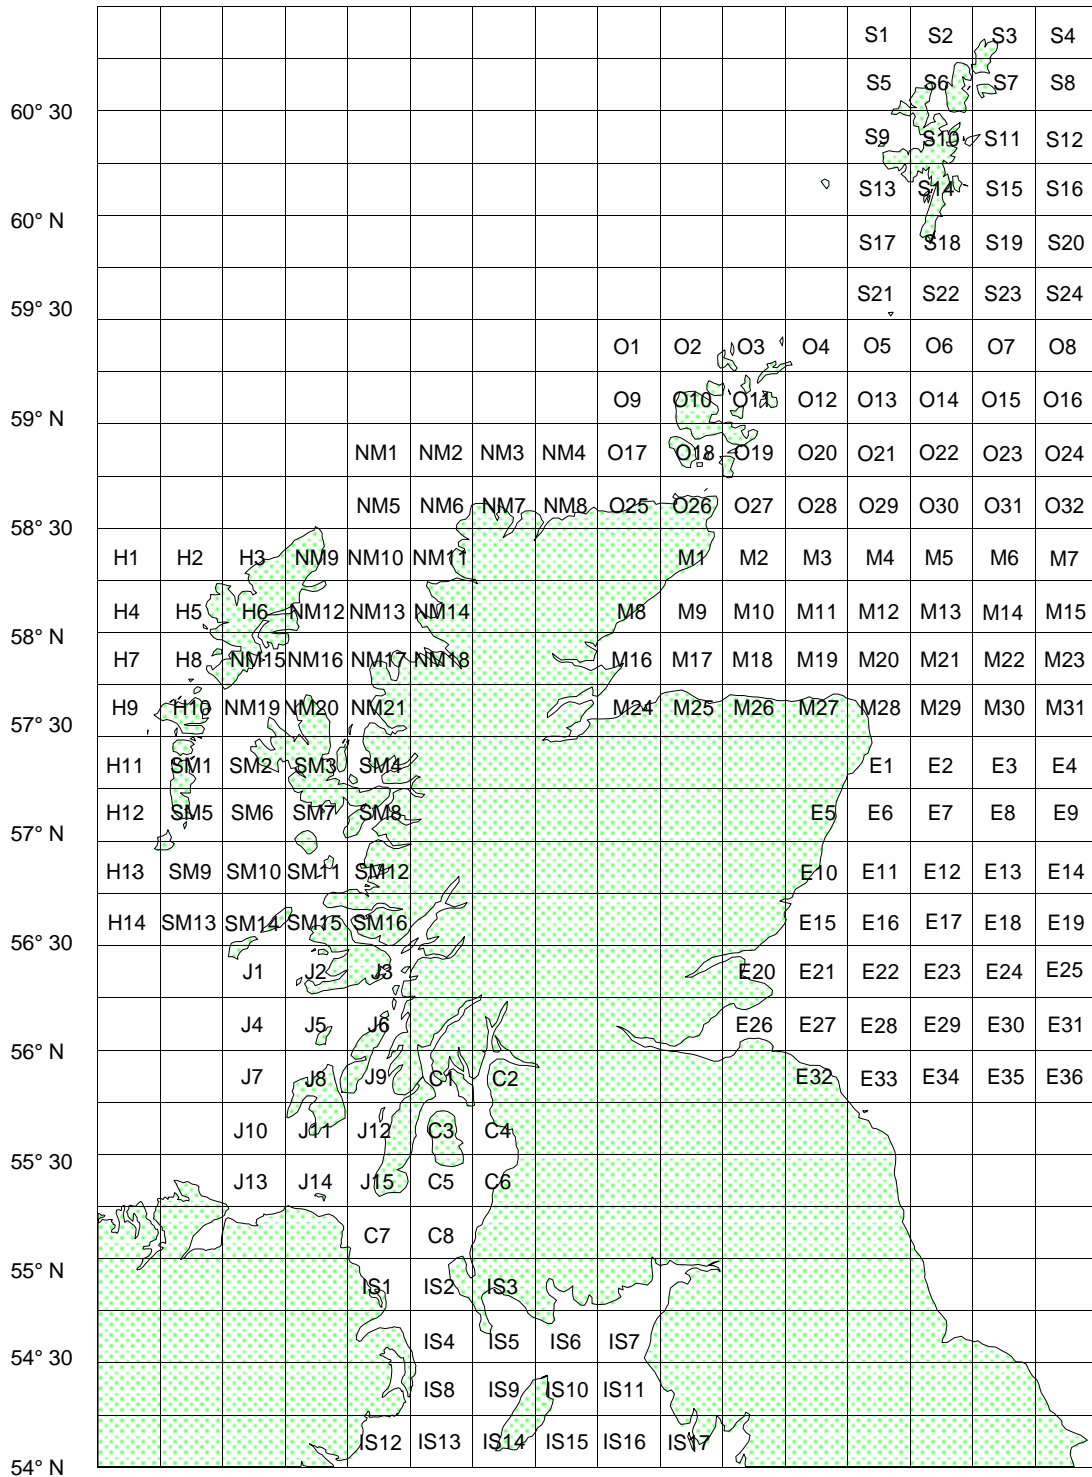 S1 S2 S3 S4
S5 S6 S7 S8
60° 30
S9 S10 S11 S12
S13 S14 S15 S16
60° N
S17 S18 S19 S20
S21 S22 S23 S24
59° 30
O1 O2 O3 O4 O5 O6 O7 O8
O9 O10 O11 O12 O13 O14 O15 O16
59° N
NM1 NM2 NM3 NM4 O17 O18 O19 O20 O21 O22 O23 O24
NM5 NM6 NM7 NM8 O25 O26 O27 O28 O29 O30 O31 O32
58° 30
H1 H2 H3 NM9 NM10 NM11 M1 M2 M3 M4 M5 M6 M7
H4 H5 H6 NM12 NM13 NM14 M8 M9 M10 M11 M12 M13 M14 M15
58° N
H7 H8 NM15 NM16 NM17 NM18 M16 M17 M18 M19 M20 M21 M22 M23
H9 H10 NM19 NM20 NM21 M24 M25 M26 M27 M28 M29 M30 M31
57° 30
H11 SM1 SM2 SM3 SM4 E1 E2 E3 E4
H12 SM5 SM6 SM7 SM8 E5 E6 E7 E8 E9
57° N
H13 SM9 SM10 SM11 SM12 E10 E11 E12 E13 E14
H14 SM13 SM14 SM15 SM16 E15 E16 E17 E18 E19
56° 30
J1 J2 J3 E20 E21 E22 E23 E24 E25
J4 J5 J6 E26 E27 E28 E29 E30 E31
56° N
J7 J8 J9 C1 C2 E32 E33 E34 E35 E36
J10 J11 J12 C3 C4
55° 30
J13 J14 J15 C5 C6
C7 C8
55° N
IS1 IS2 IS3
IS4 IS5 IS6 IS7
54° 30
IS8 IS9 IS10 IS11
IS12 IS13 IS14 IS15 IS16 IS17
54° N